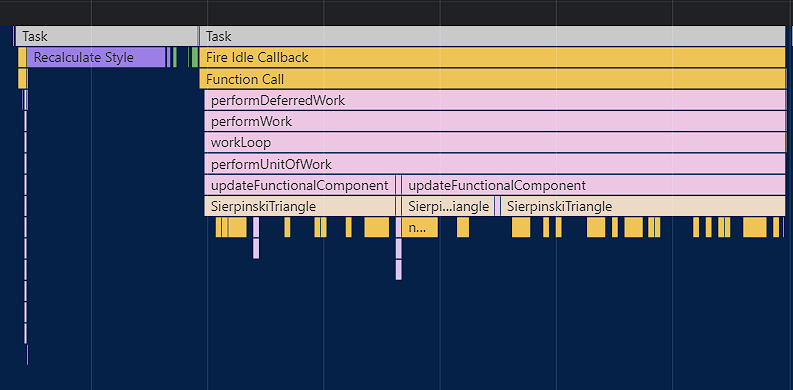 Task Task
Recalculate Style Fire Idle Callback
Function Call
performDeferredWork
performWork
workLoop
performUnitOfWork
updateFunctionalComponent updateFunctionalComponent
SierpinskiTriangle Sierpi...iangle SierpinskiTriangle
n...